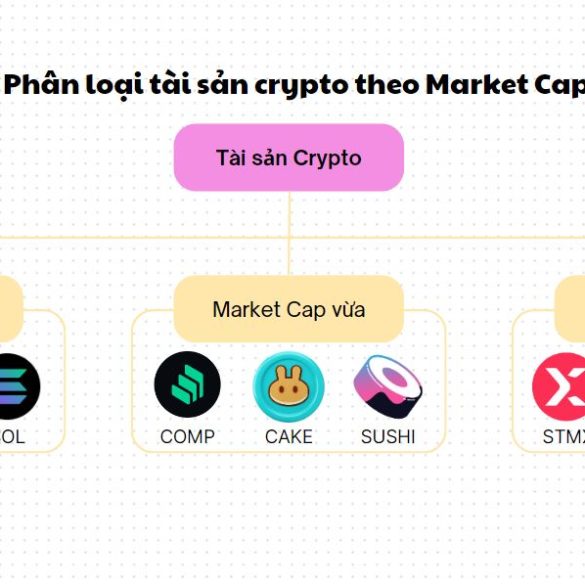 Phân loại tài sản crypto theo Market Cap
Tài sản Crypto
Market Cap vừa
COMP CAKE SUSHI